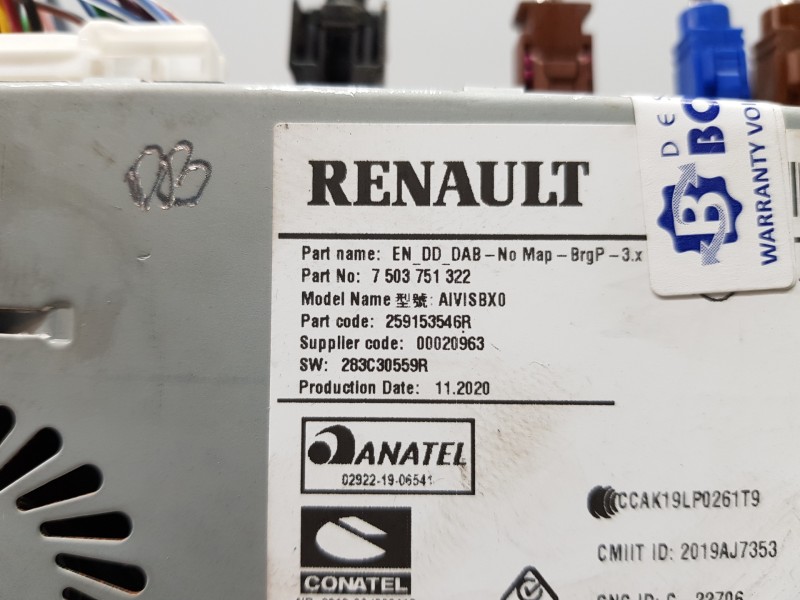 RENAULT
Part name: EN_DD_DAB-No Map-BrgP-3.x
Part No: 7 503 751 322
Model Name 型號: AIVISBX0
Part code: 259153546R
Supplier code: 00020963
SW: 283C30559R
Production Date: 11.2020
ANATEL
02922-19-06541
CCAK19LP0261T9
CMIIT ID: 2019AJ7353
CONATEL
DE
BO
B
WARRANTY VOI